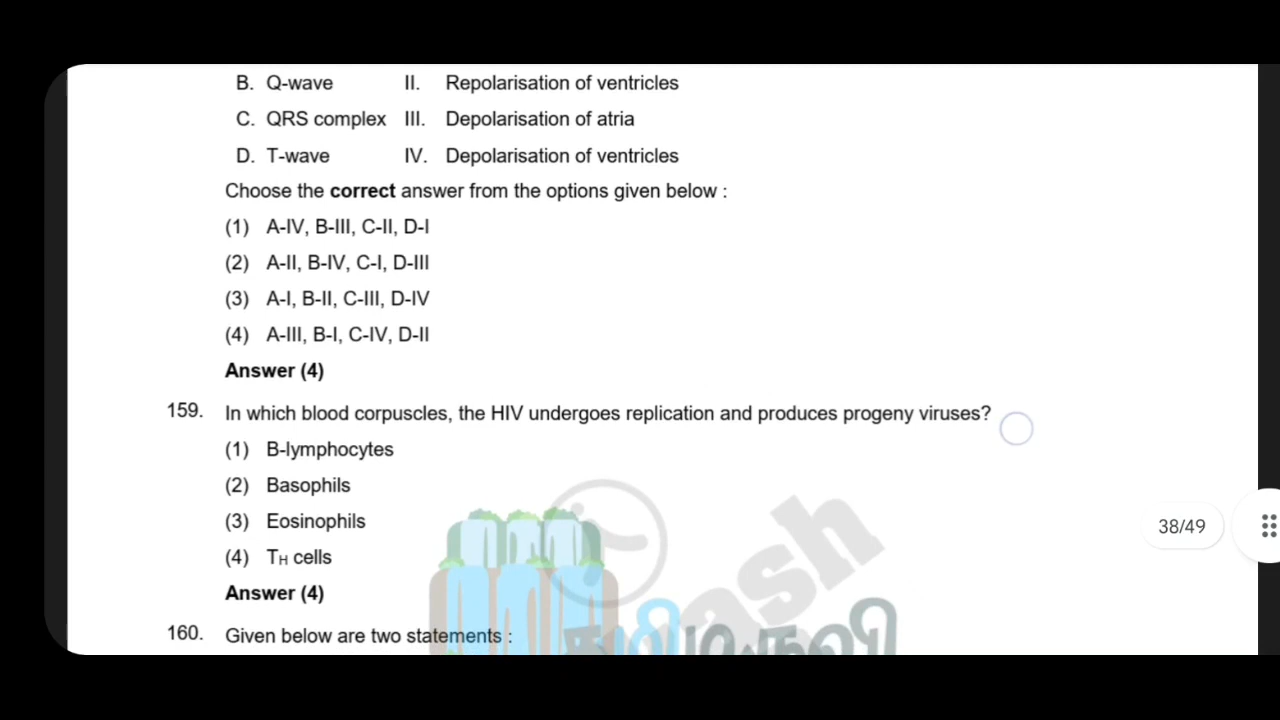 B. Q-wave II. Repolarisation of ventricles
C. QRS complex III. Depolarisation of atria
D. T-wave IV. Depolarisation of ventricles
Choose the correct answer from the options given below :
(1) A-IV, B-III, C-II, D-I
(2) A-II, B-IV, C-I, D-III
(3) A-I, B-II, C-III, D-IV
(4) A-III, B-I, C-IV, D-II
Answer (4)
159. In which blood corpuscles, the HIV undergoes replication and produces progeny viruses?
(1) B-lymphocytes
(2) Basophils
(3) Eosinophils
38/49
(4) TH cells
Answer (4)
160. Given below are two statements :